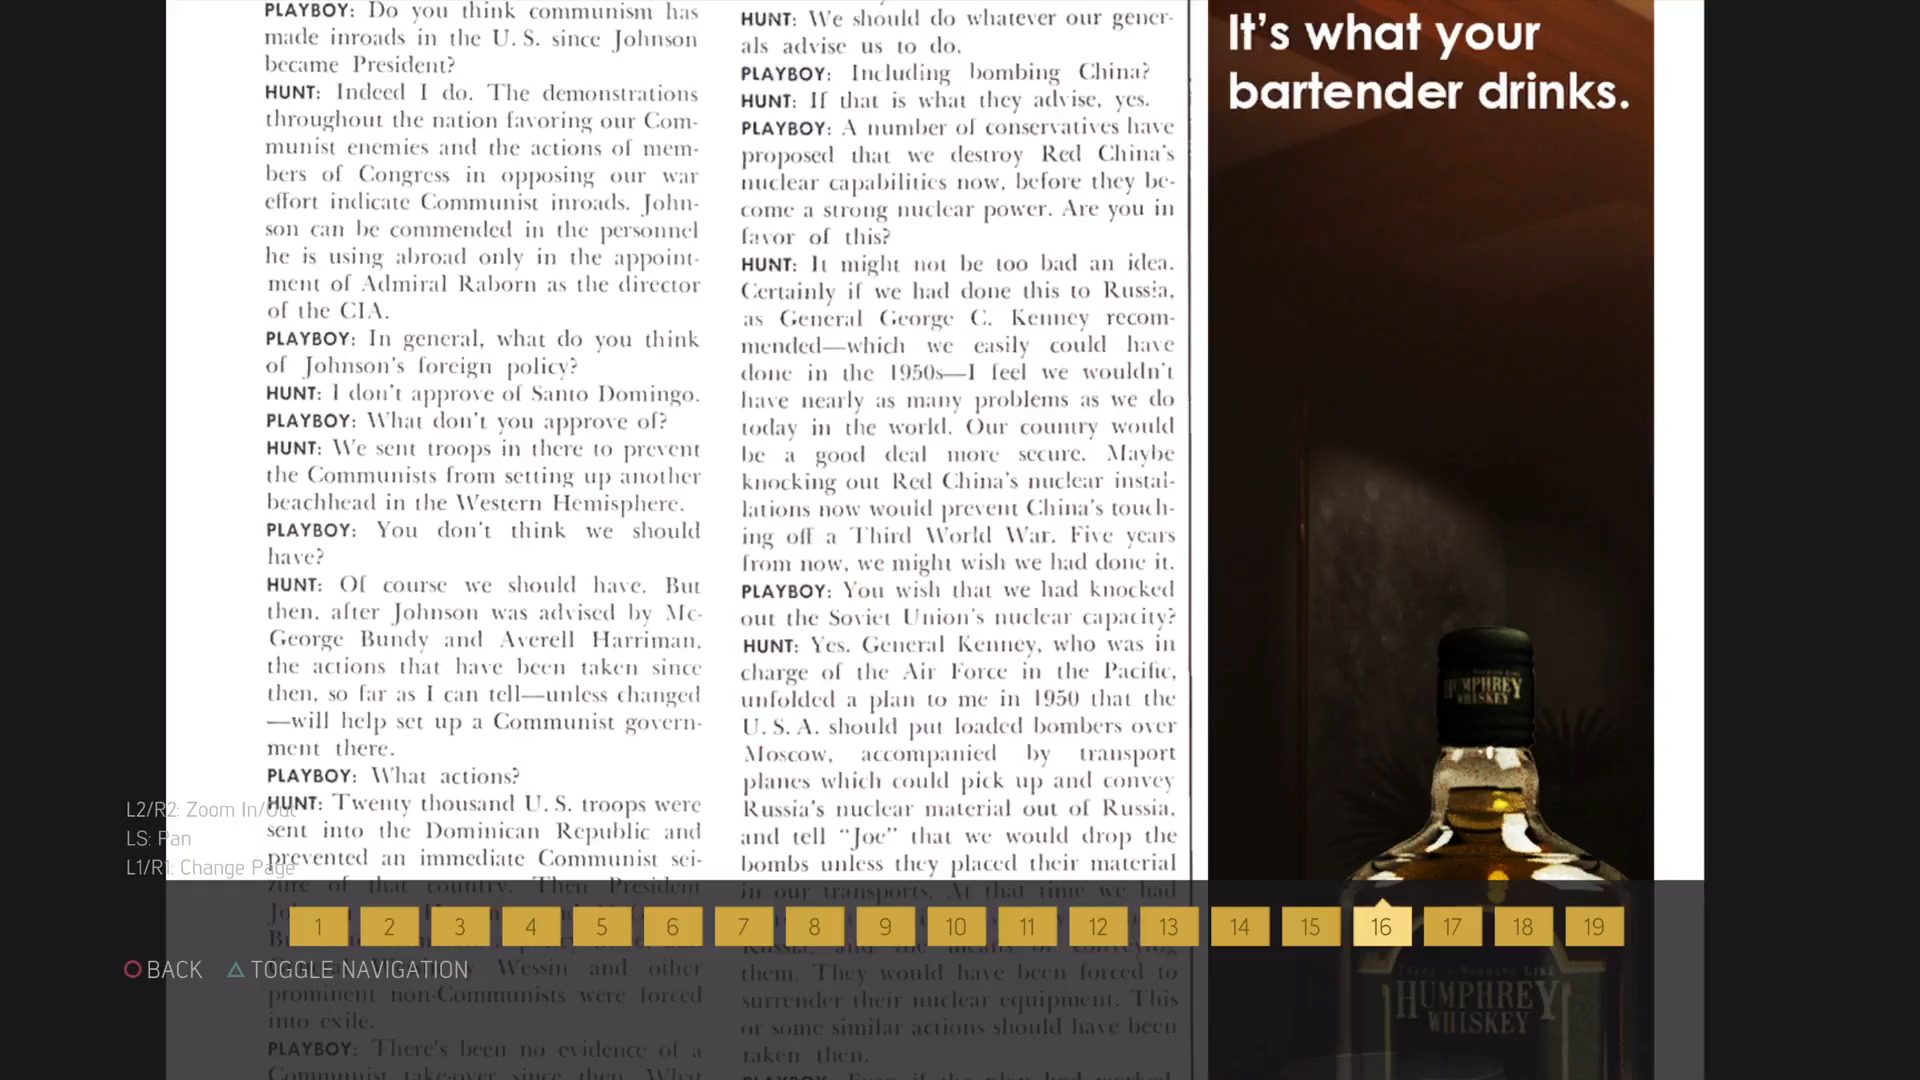 PLAYBOY: Do you think communism has
made inroads in the U. S. since Johnson
became President?
HUNT: Indeed I do. The demonstrations
throughout the nation favoring our Com-
munist enemies and the actions of mem-
bers of Congress in opposing our war
effort indicate Communist inroads. John-
son can be commended in the personnel
he is using abroad only in the appoint-
ment of Admiral Raborn as the director
of the CIA.
PLAYBOY: In general, what do you think
of Johnson's foreign policy?
HUNT: I don't approve of Santo Domingo.
PLAYBOY: What don't you approve of?
HUNT: We sent troops in there to prevent
the Communists from setting up another
beachhead in the Western Hemisphere.
PLAYBOY: You don't think we should
have?
HUNT: Of course we should have. But
then, after Johnson was advised by Mc-
George Bundy and Averell Harriman,
the actions that have been taken since
then, so far as I can tell—unless changed
—will help set up a Communist govern-
ment there.
PLAYBOY: What actions?
HUNT: Twenty thousand U. S. troops were
sent into the Dominican Republic and
prevented an immediate Communist sei-
zure of that country. Then President
Wessin and other
prominent non-Communists were forced
into exile.
PLAYBOY: There's been no evidence of a
Communist take-over since then. What
HUNT: We should do whatever our gener-
als advise us to do.
PLAYBOY: Including bombing China?
HUNT: If that is what they advise, yes.
PLAYBOY: A number of conservatives have
proposed that we destroy Red China's
nuclear capabilities now, before they be-
come a strong nuclear power. Are you in
favor of this?
HUNT: It might not be too bad an idea.
Certainly if we had done this to Russia,
as General George C. Kenney recom-
mended—which we easily could have
done in the 1950s—I feel we wouldn't
have nearly as many problems as we do
today in the world. Our country would
be a good deal more secure. Maybe
knocking out Red China's nuclear instal-
lations now would prevent China's touch-
ing off a Third World War. Five years
from now, we might wish we had done it.
PLAYBOY: You wish that we had knocked
out the Soviet Union's nuclear capacity?
HUNT: Yes. General Kenney, who was in
charge of the Air Force in the Pacific,
unfolded a plan to me in 1950 that the
U. S. A. should put loaded bombers over
Moscow, accompanied by transport
planes which could pick up and convey
Russia's nuclear material out of Russia,
and tell "Joe" that we would drop the
bombs unless they placed their material
in our transports. At that time we had
Russia, and the means of conveying
them. They would have been forced to
surrender their nuclear equipment. This
or some similar actions should have been
taken then.
PLAYBOY:
It's what your
bartender drinks.
HUMPHREY
WHISKEY
HUMPHREY
WHISKEY
L2/R2: Zoom In/Out
LS: Pan
L1/R1: Change Page
1 2 3 4 5 6 7 8 9 10 11 12 13 14 15 16 17 18 19
BACK TOGGLE NAVIGATION